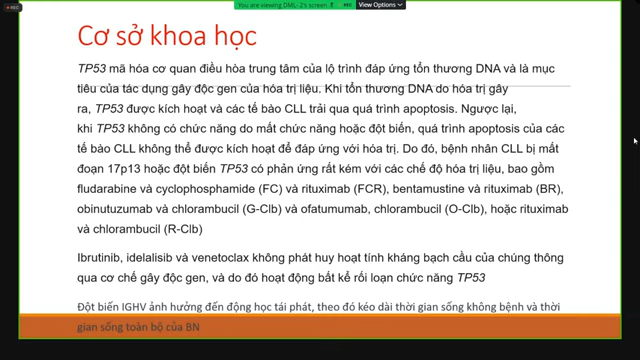 REC
You are viewing DML- 2's screen
View Options
Cơ sở khoa học
TP53 mã hóa cơ quan điều hòa trung tâm của lộ trình đáp ứng tổn thương DNA và là mục
tiêu của tác dụng gây độc gen của hóa trị liệu. Khi tổn thương DNA do hóa trị gây
ra, TP53 được kích hoạt và các tế bào CLL trải qua quá trình apoptosis. Ngược lại,
khi TP53 không có chức năng do mất chức năng hoặc đột biến, quá trình apoptosis của các
tế bào CLL không thể được kích hoạt để đáp ứng với hóa trị. Do đó, bệnh nhân CLL bị mất
đoạn 17p13 hoặc đột biến TP53 có phản ứng rất kém với các chế độ hóa trị liệu, bao gồm
fludarabine và cyclophosphamide (FC) và rituximab (FCR), bentamustine và rituximab (BR),
obinutuzumab và chlorambucil (G-Clb) và ofatumumab, chlorambucil (O-Clb), hoặc rituximab
và chlorambucil (R-Clb)
Ibrutinib, idelalisib và venetoclax không phát huy hoạt tính kháng bạch cầu của chúng thông
qua cơ chế gây độc gen, và do đó hoạt động bất kể rối loạn chức năng TP53
Đột biến IGHV ảnh hưởng đến động học tái phát, theo đó kéo dài thời gian sống không bệnh và thời
gian sống toàn bộ của BN